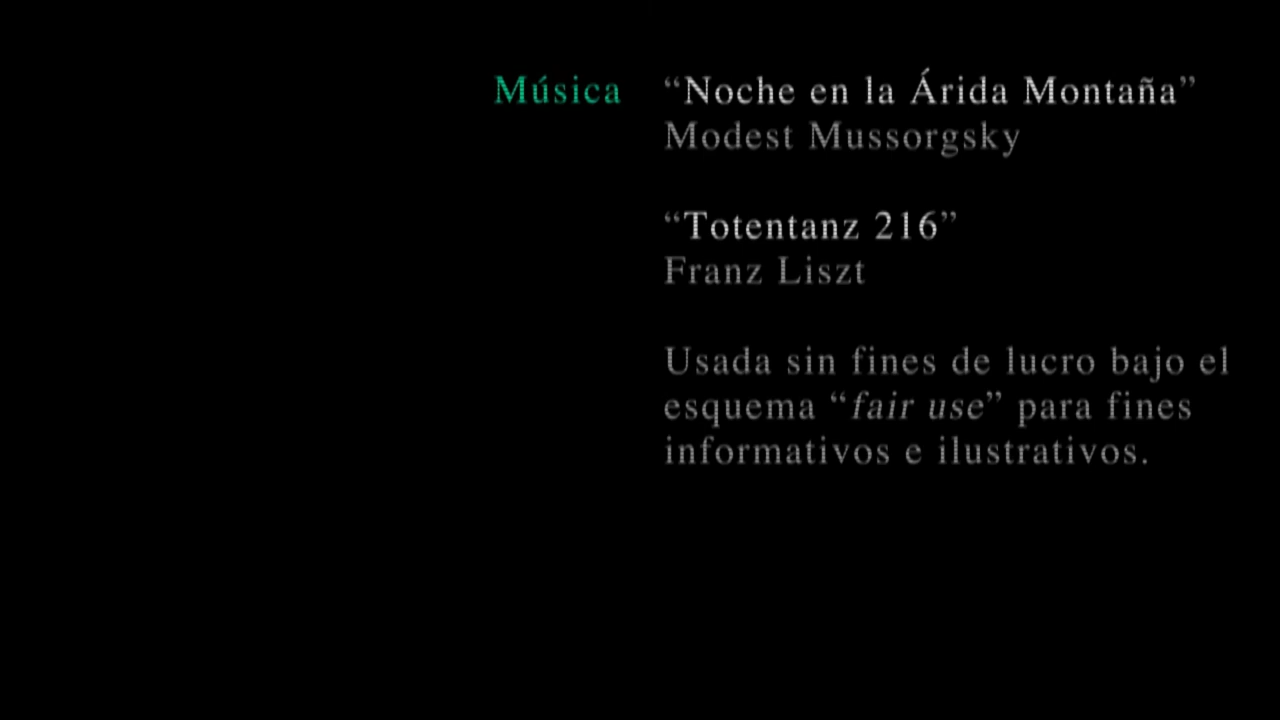 Música “Noche en la Árida Montaña”
Modest Mussorgsky
“Totentanz 216”
Franz Liszt
Usada sin fines de lucro bajo el
esquema “fair use” para fines
informativos e ilustrativos.